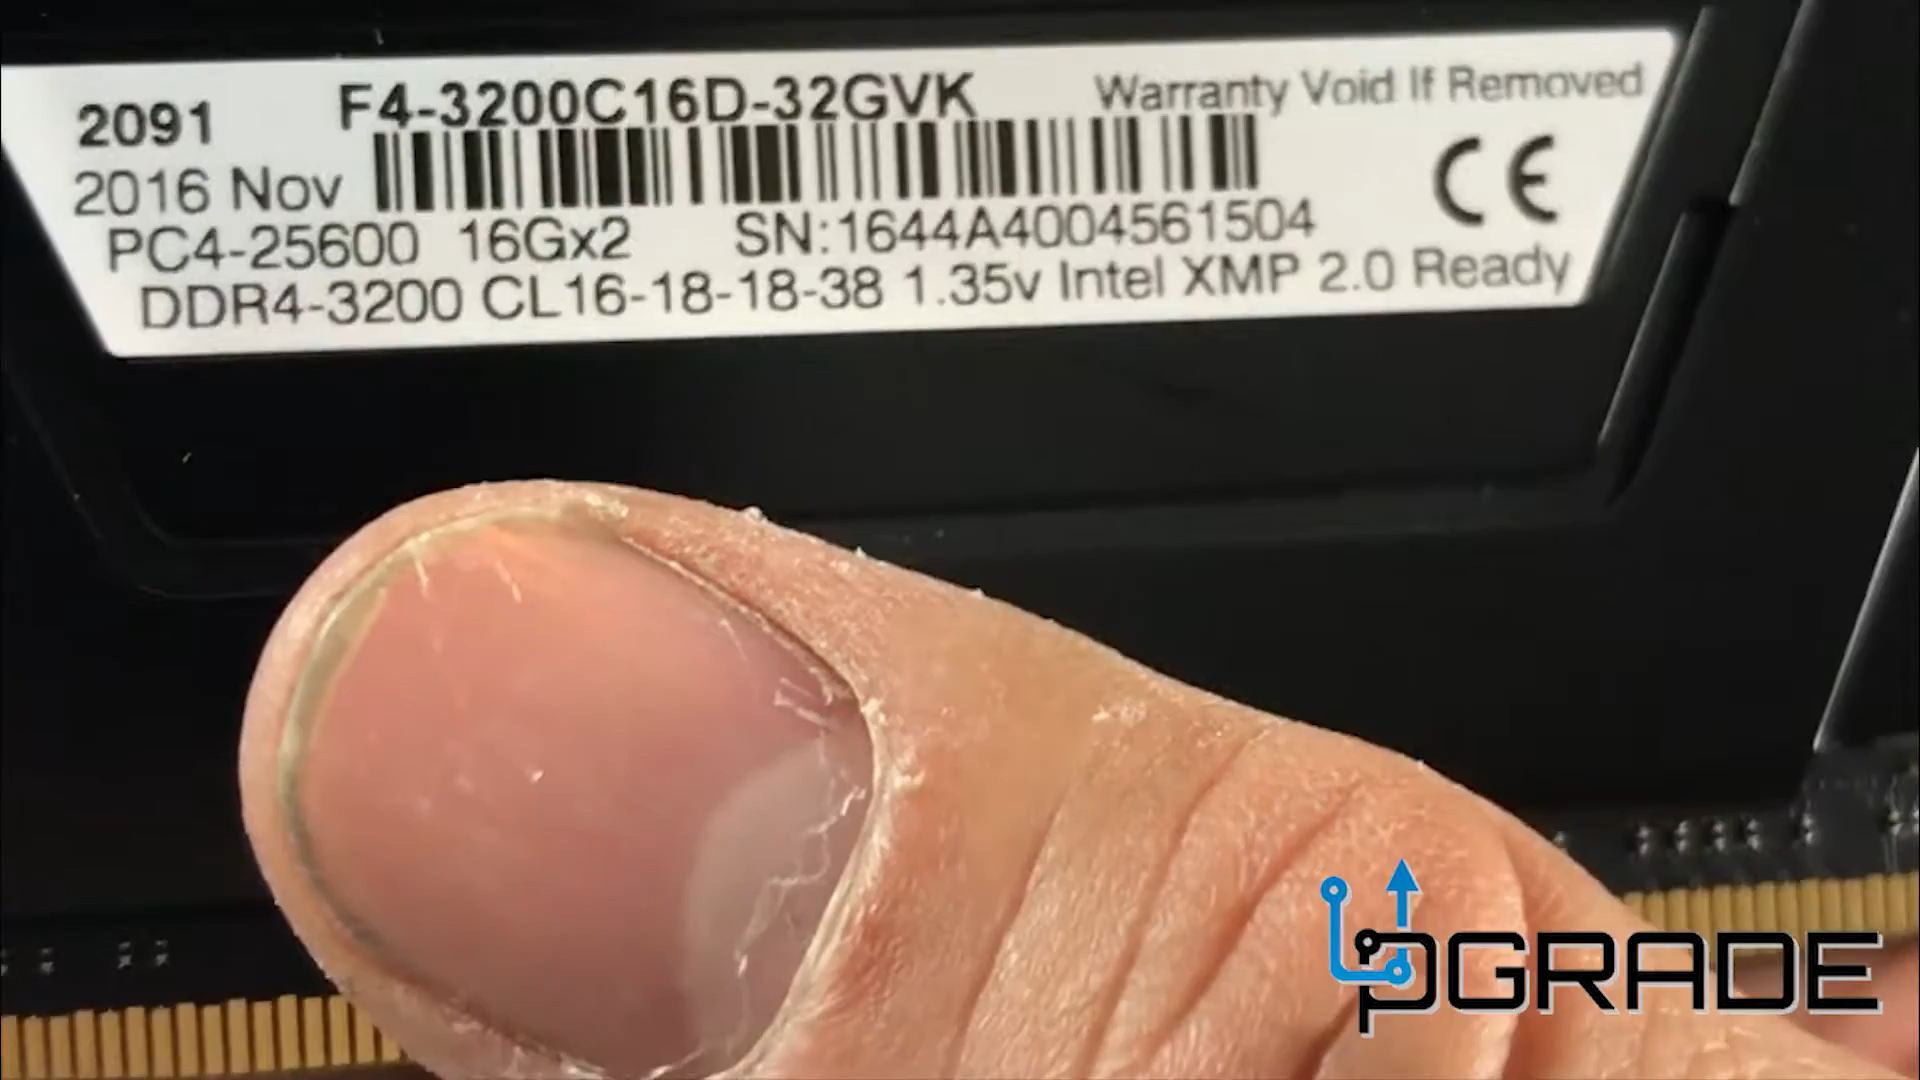 2091 F4-3200C16D-32GVK Warranty Void If Removed
2016 Nov
PC4-25600 16Gx2 SN:1644A4004561504
DDR4-3200 CL16-18-18-38 1.35v Intel XMP 2.0 Ready
CE
UPGRADE